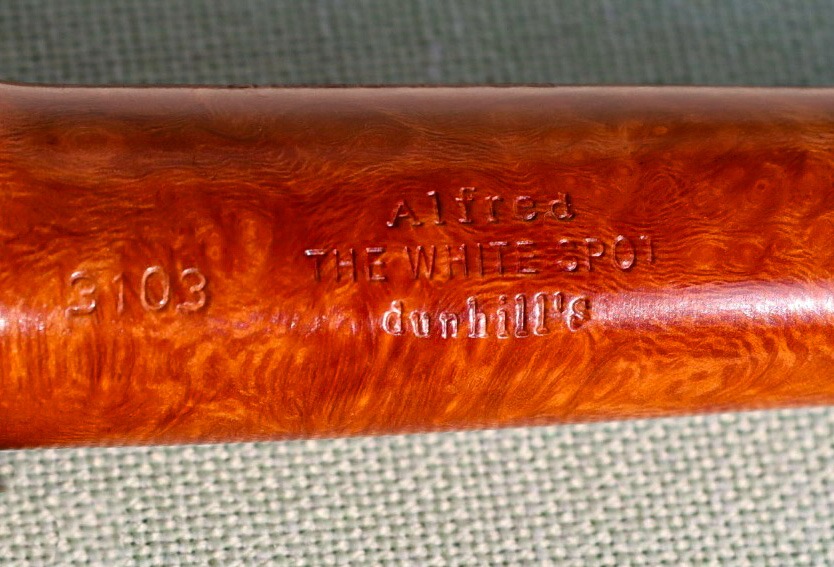 3103
Alfred
THE WHITE SPOT
dunhill's